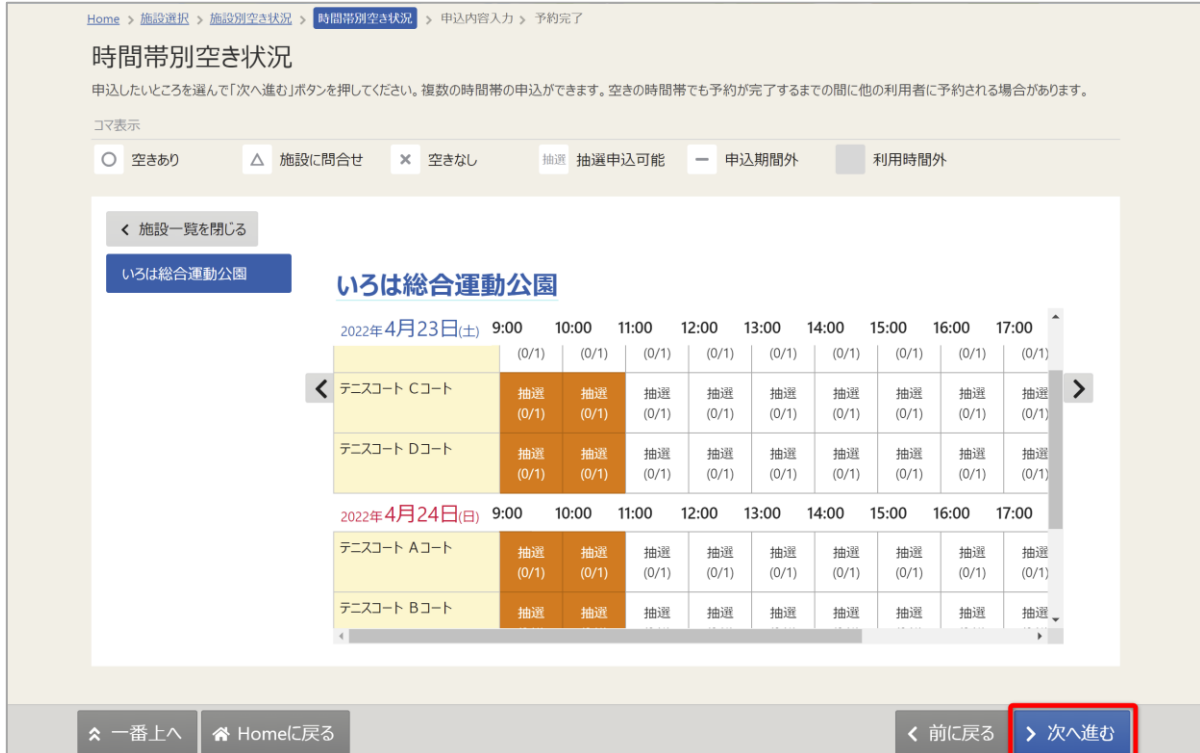 Home > 施設選択 > 施設別空き状況 > 時間帯別空き状況 > 申込内容入力 > 予約完了
時間帯別空き状況
申込したいところを選んで「次へ進む」ボタンを押してください。複数の時間帯の申込ができます。空きの時間帯でも予約が完了するまでの間に他の利用者に予約される場合があります。
コマ表示
○ 空きあり △ 施設に問合せ × 空きなし 抽選 抽選申込可能 － 申込期間外 利用時間外
< 施設一覧を閉じる
いろは総合運動公園
いろは総合運動公園
2022年4月23日(土) 9:00 10:00 11:00 12:00 13:00 14:00 15:00 16:00 17:00
(0/1) (0/1) (0/1) (0/1) (0/1) (0/1) (0/1) (0/1) (0/1)
テニスコート Cコート 抽選 抽選 抽選 抽選 抽選 抽選 抽選 抽選 抽選
(0/1) (0/1) (0/1) (0/1) (0/1) (0/1) (0/1) (0/1) (0/1)
テニスコート Dコート 抽選 抽選 抽選 抽選 抽選 抽選 抽選 抽選 抽選
(0/1) (0/1) (0/1) (0/1) (0/1) (0/1) (0/1) (0/1) (0/1)
2022年4月24日(日) 9:00 10:00 11:00 12:00 13:00 14:00 15:00 16:00 17:00
テニスコート Aコート 抽選 抽選 抽選 抽選 抽選 抽選 抽選 抽選 抽選
(0/1) (0/1) (0/1) (0/1) (0/1) (0/1) (0/1) (0/1) (0/1)
テニスコート Bコート 抽選 抽選 抽選 抽選 抽選 抽選 抽選 抽選 抽選
一番上へ Homeに戻る < 前に戻る > 次へ進む